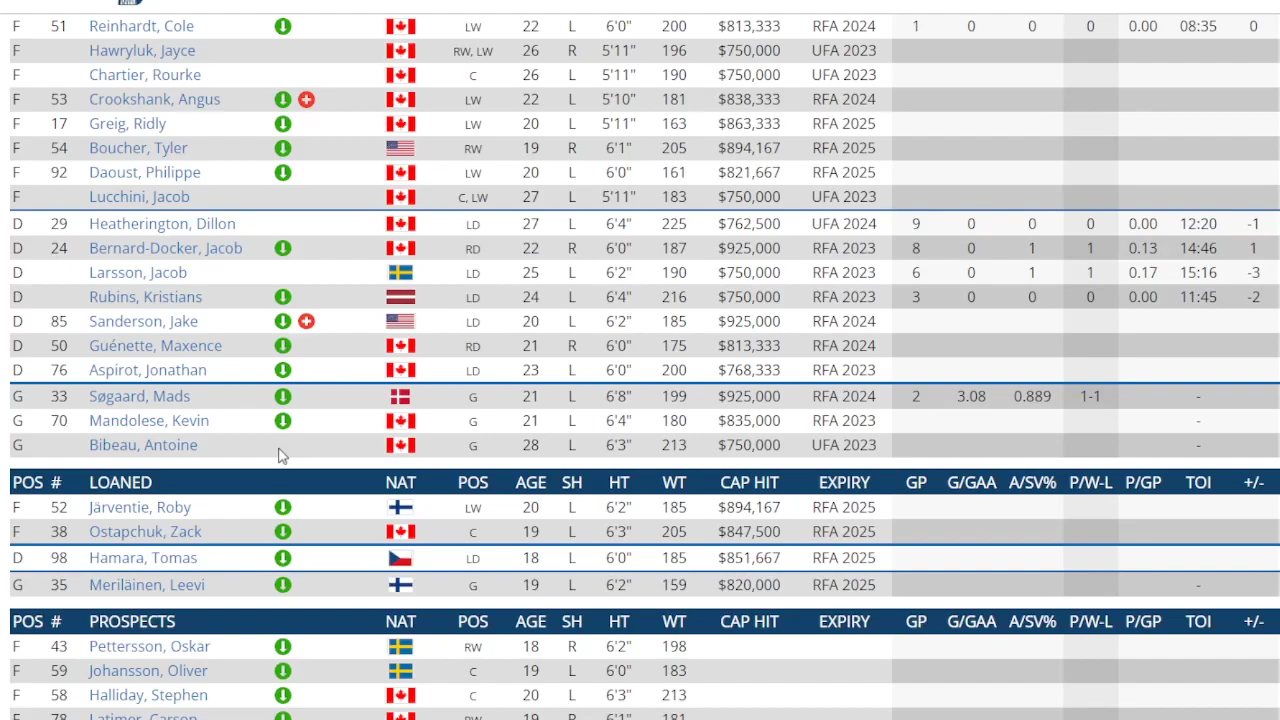 F 51 Reinhardt, Cole LW 22 L 6'0" 200 $813,333 RFA 2024 1 0 0 0.00 08:35 0
F Hawryluk, Jayce RW, LW 26 R 5'11" 196 $750,000 UFA 2023
F Chartier, Rourke C 26 L 5'11" 190 $750,000 UFA 2023
F 53 Crookshank, Angus LW 22 L 5'10" 181 $838,333 RFA 2024
F 17 Greig, Ridly LW 20 L 5'11" 163 $863,333 RFA 2025
F 54 Boucher, Tyler RW 19 L 6'1" $894,167 RFA 2025
F 92 Daoust, Philippe LW 20 L 6'0" 161 $821,667 RFA 2025
F Lucchini, Jacob C, LW 27 L 5'11" 183 $750,000 UFA 2023
D 29 Heatherington, Dillon LD 27 L 6'4" 225 $762,500 UFA 2024 9 0 0 0.00 12:20 -1
D 24 Bernard-Docker, Jacob RD 22 R 6'0" 187 $925,000 RFA 2023 8 0 1 0.13 14:46 1
D Larsson, Jacob LD 25 L 6'2" 190 $750,000 RFA 2023 6 0 1 0.17 15:16 -3
D Rubins, Kristians LD 24 L 6'4" 216 $750,000 RFA 2023 3 0 0 0 0.00 11:45 -2
D 85 Sanderson, Jake LD 20 L 6'2" 185 $925,000 RFA 2024
D 50 Guénette, Maxence RD 21 R 6'0" 175 $813,333 RFA 2024
D 76 Aspirot, Jonathan LD 23 L 6'0" 200 $768,333 RFA 2024
G 33 Søgaard, Mads G 21 L 6'8" 199 $925,000 RFA 2024 2 3.08 0.889 1-1 -
G 70 Mandolese, Kevin G 21 L 6'4" 180 $835,000 RFA 2023 -
G Bibeau, Antoine G 28 L 6'3" 213 $750,000 UFA 2023 -
POS # LOANED NAT POS AGE SH HT WT CAP HIT EXPIRY GP G/GAA A/SV% P/W-L P/GP TOI +/-
F 52 Järventie, Roby LW 20 L 6'2" 185 $894,167 RFA 2025
F 38 Ostapchuk, Zack C 19 L 6'3" 205 $847,500 RFA 2025
D 98 Hamara, Tomas LD 18 L 6'0" 185 $851,667 RFA 2025
G 35 Meriläinen, Leevi G 19 L 6'2" $820,000 RFA 2025 -
POS # PROSPECTS NAT POS AGE SH HT WT CAP HIT EXPIRY GP G/GAA A/SV% P/W-L P/GP TOI +/-
F 43 Pettersson, Oskar RW 18 R 6'2" 198
F 59 Johansson, Oliver C 19 L 6'0" 183
F 58 Halliday, Stephen C 20 L 6'3" 213
F 78 Latimer, Carson RW 19 R 6'1" 181